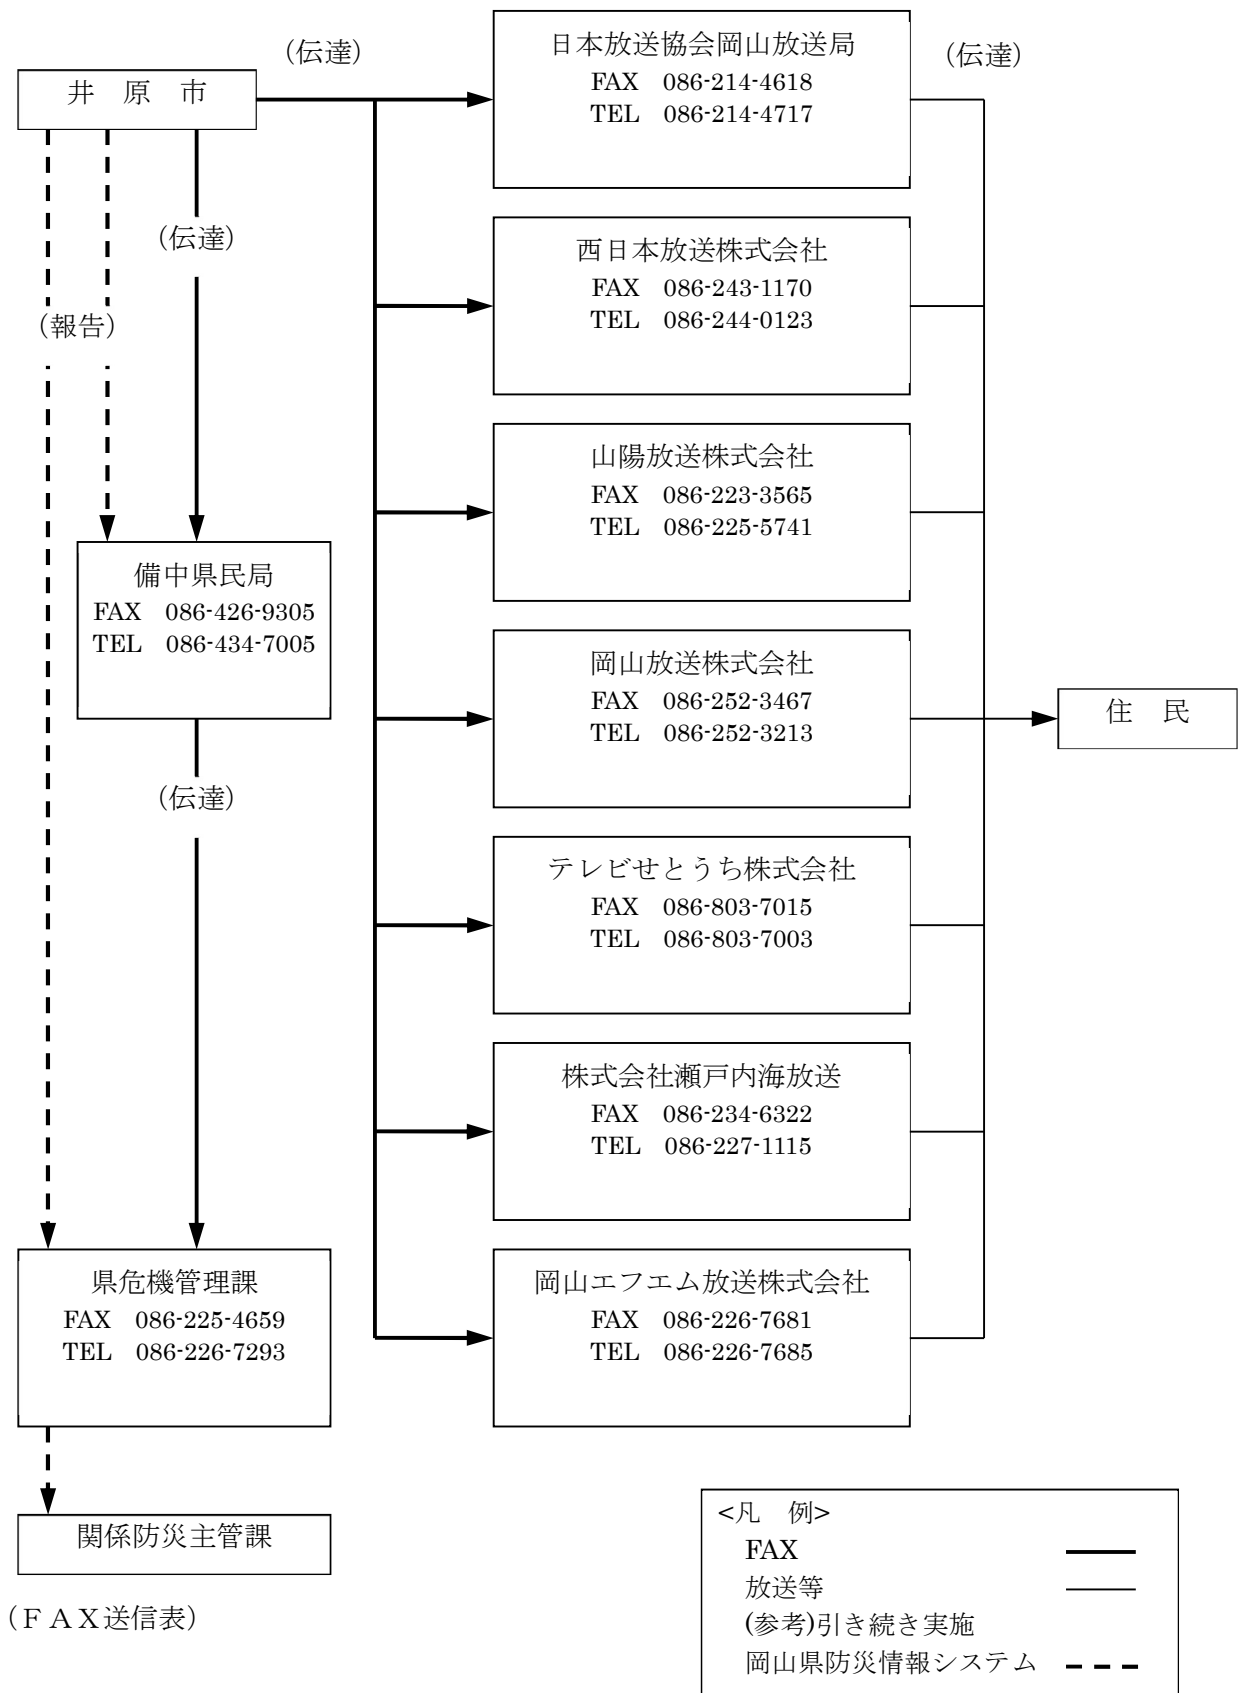 (伝達)
井 原 市
日本放送協会岡山放送局
FAX 086-214-4618
TEL 086-214-4717
(伝達)
(伝達)
西日本放送株式会社
FAX 086-243-1170
TEL 086-244-0123
(報告)
山陽放送株式会社
FAX 086-223-3565
TEL 086-225-5741
備中県民局
FAX 086-426-9305
TEL 086-434-7005
岡山放送株式会社
FAX 086-252-3467
TEL 086-252-3213
住 民
(伝達)
テレビせとうち株式会社
FAX 086-803-7015
TEL 086-803-7003
株式会社瀬戸内海放送
FAX 086-234-6322
TEL 086-227-1115
県危機管理課
FAX 086-225-4659
TEL 086-226-7293
岡山エフエム放送株式会社
FAX 086-226-7681
TEL 086-226-7685
関係防災主管課
(ＦＡＸ送信表)
<凡 例>
FAX
放送等
(参考)引き続き実施
岡山県防災情報システム